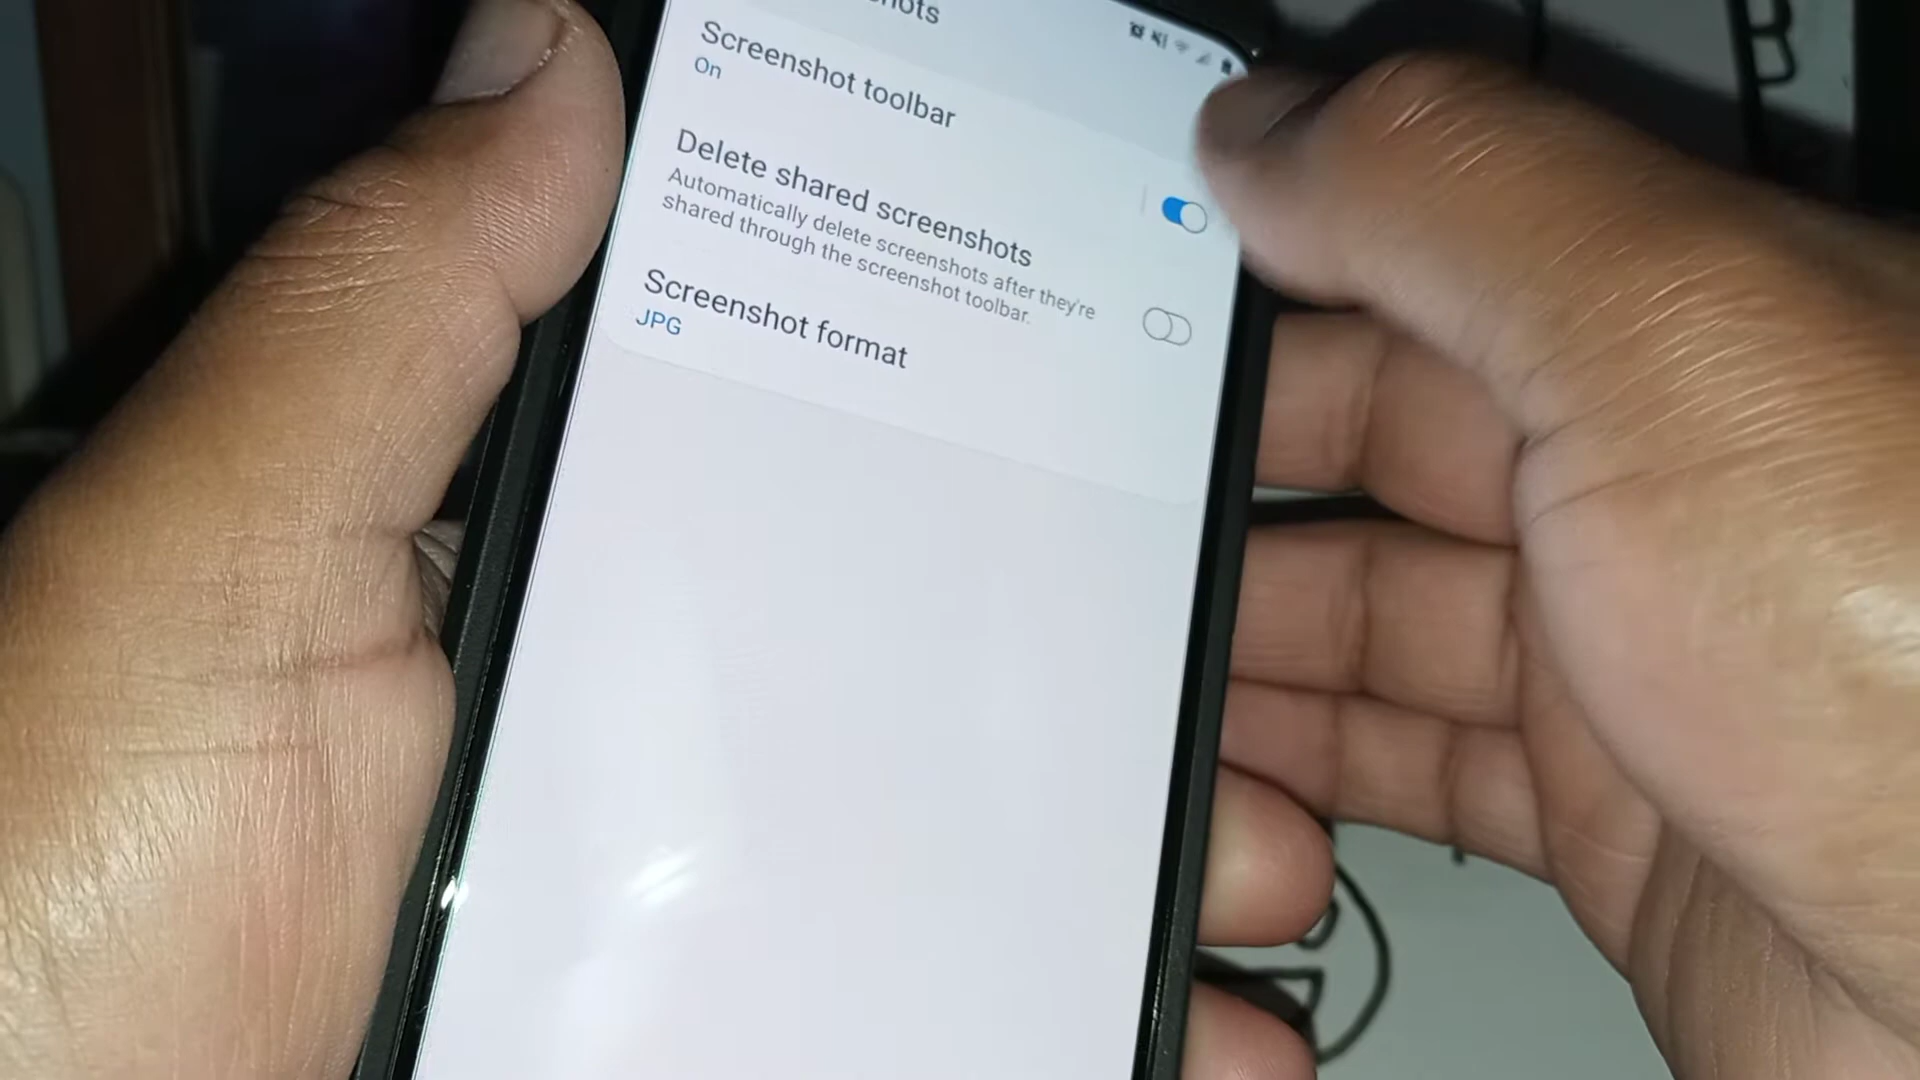 Screenshot toolbar
On
Delete shared screenshots
Automatically delete screenshots after they're
shared through the screenshot toolbar.
Screenshot format
JPG